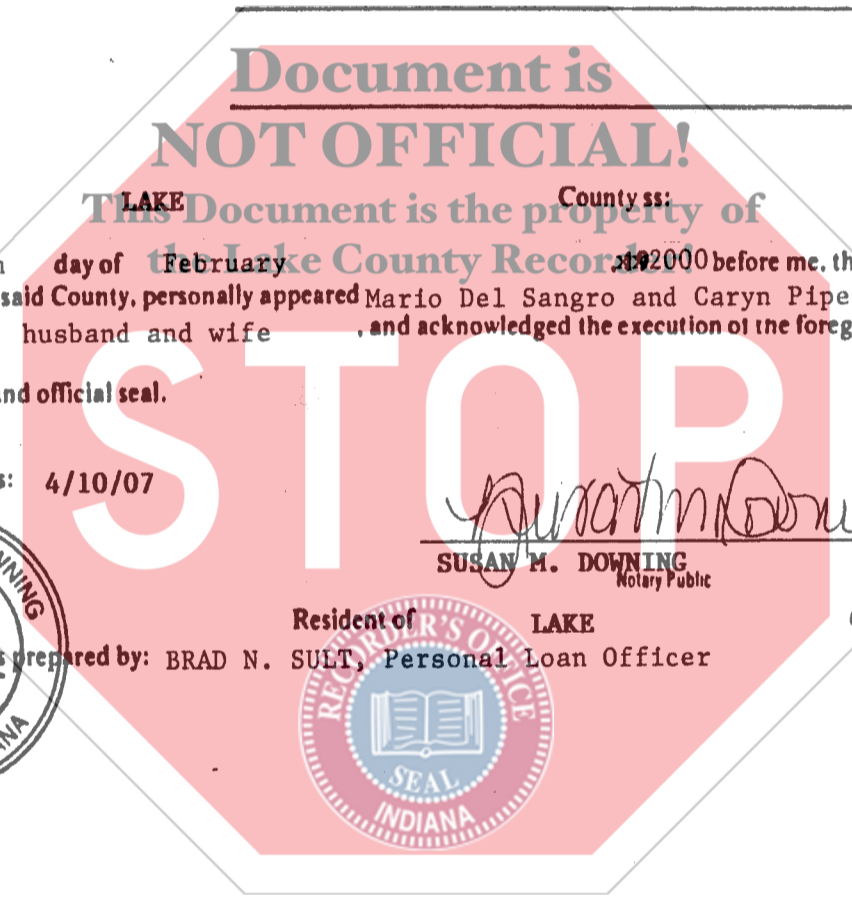 Document is
NOT OFFICIAL!
This Document is the property of
the Lake County Recorder!
LAKE County ss:
day of February 2000 before me, th
said County, personally appeared Mario Del Sangro and Caryn Pipe
husband and wife , and acknowledged the execution of the foreg
nd official seal.
s: 4/10/07
STOP
SUSAN M. DOWNING
Notary Public
Resident of LAKE
s prepared by: BRAD N. SULT, Personal Loan Officer
WNING
NA
RECORDER'S OFFICE
SEAL
INDIANA